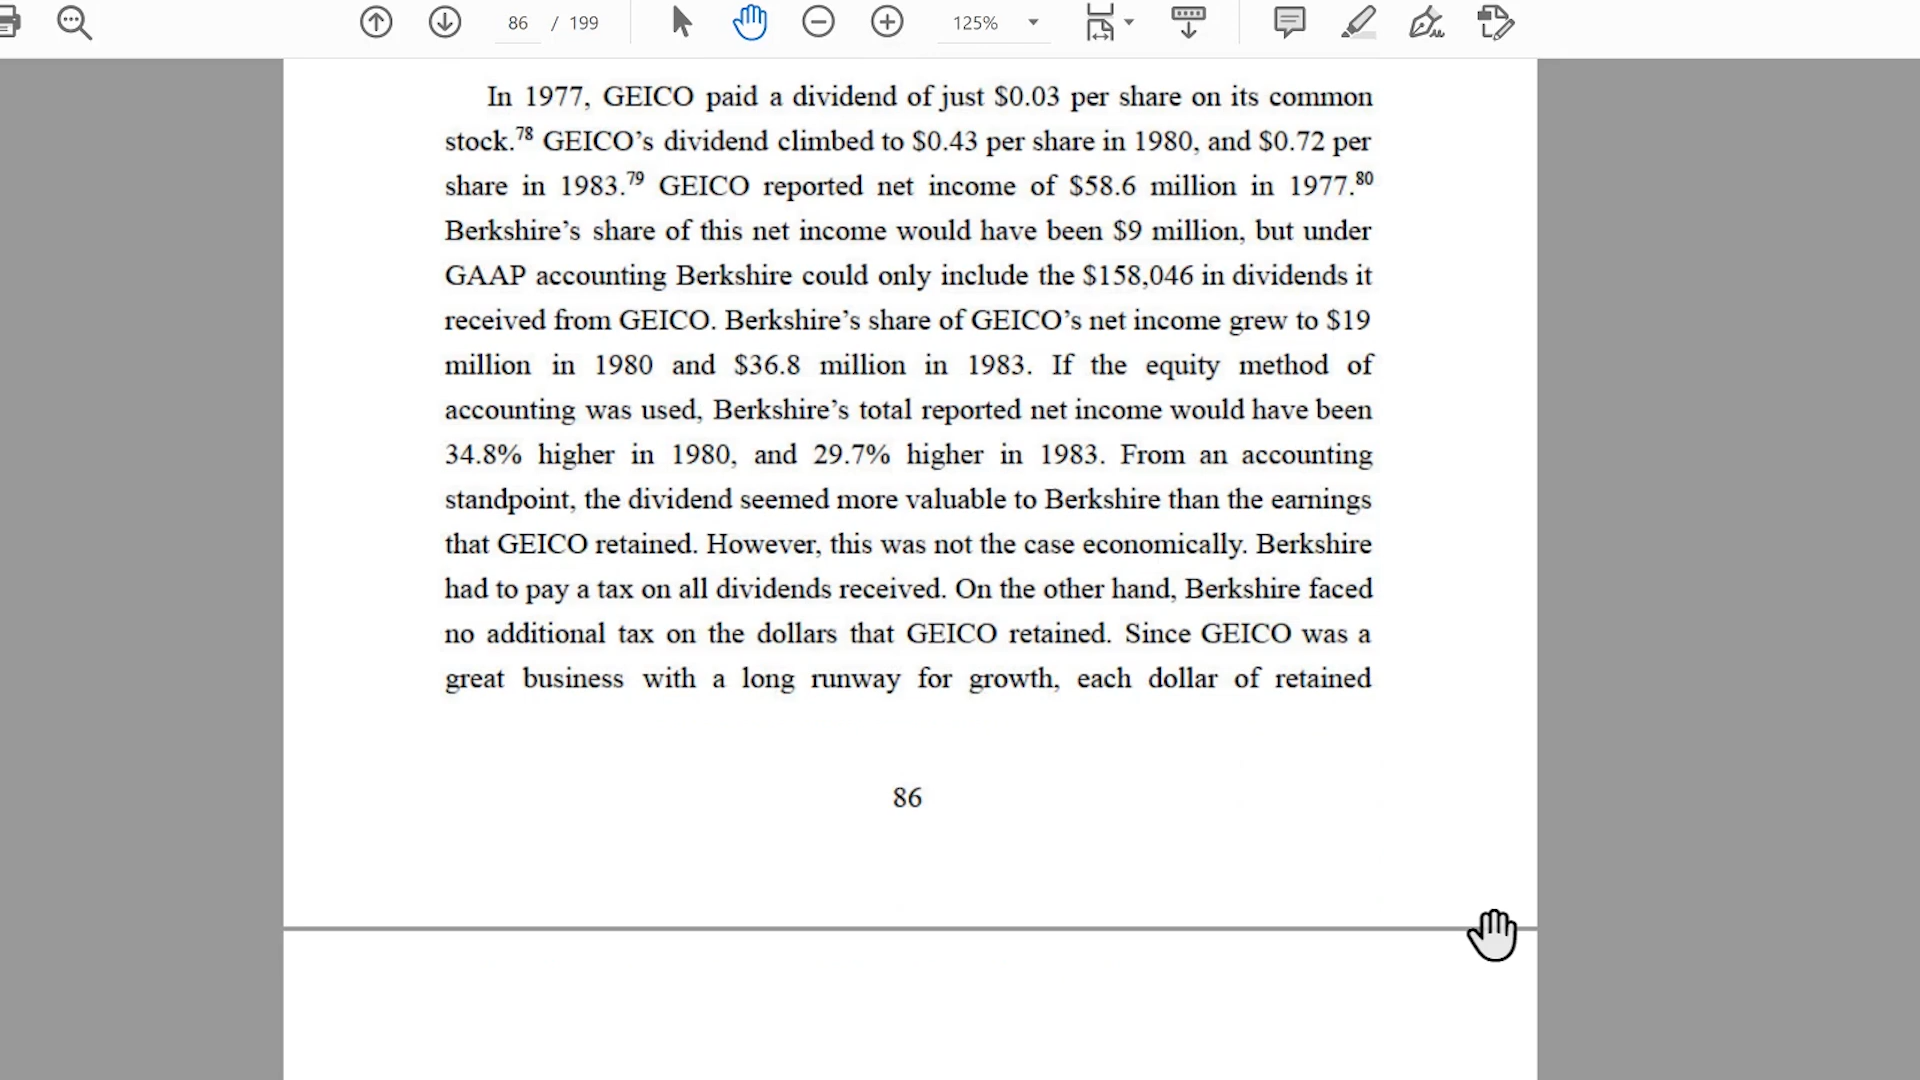 86 / 199 125%
In 1977, GEICO paid a dividend of just $0.03 per share on its common
stock.78 GEICO’s dividend climbed to $0.43 per share in 1980, and $0.72 per
share in 1983.79 GEICO reported net income of $58.6 million in 1977.80
Berkshire’s share of this net income would have been $9 million, but under
GAAP accounting Berkshire could only include the $158,046 in dividends it
received from GEICO. Berkshire’s share of GEICO’s net income grew to $19
million in 1980 and $36.8 million in 1983. If the equity method of
accounting was used, Berkshire’s total reported net income would have been
34.8% higher in 1980, and 29.7% higher in 1983. From an accounting
standpoint, the dividend seemed more valuable to Berkshire than the earnings
that GEICO retained. However, this was not the case economically. Berkshire
had to pay a tax on all dividends received. On the other hand, Berkshire faced
no additional tax on the dollars that GEICO retained. Since GEICO was a
great business with a long runway for growth, each dollar of retained
86